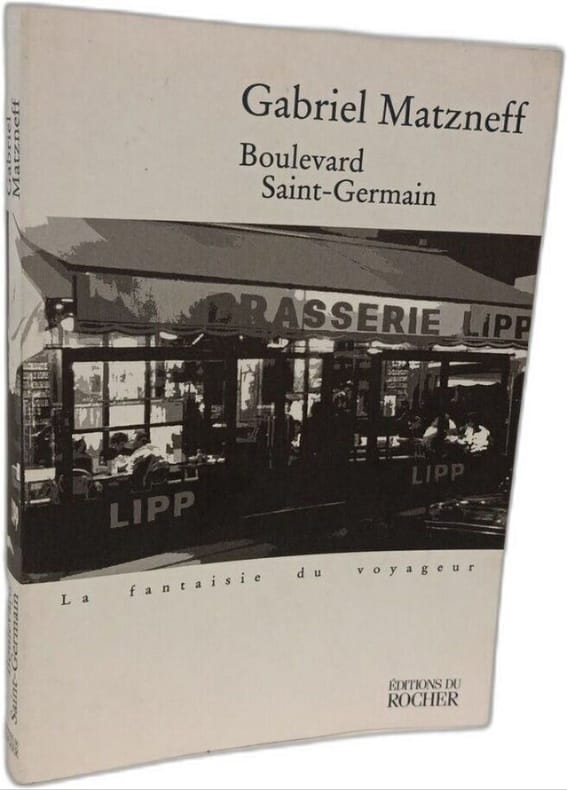 Gabriel Matzneff
Boulevard
Saint-Germain
BRASSERIE LIPP
LIPP
LIPP
La fantaisie du voyageur
ÉDITIONS DU
ROCHER
Gabriel
Matzneff
Boulevard
Saint-Germain